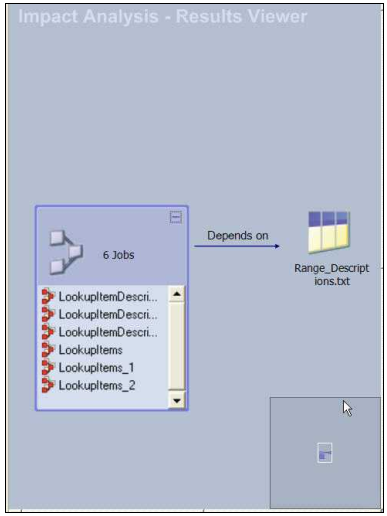 Impact Analysis - Results Viewer
Depends on
6 Jobs
Range_Descript
ions.txt
LookupItemDescri...
LookupItemDescri...
LookupItemDescri...
LookupItems
LookupItems_1
LookupItems_2